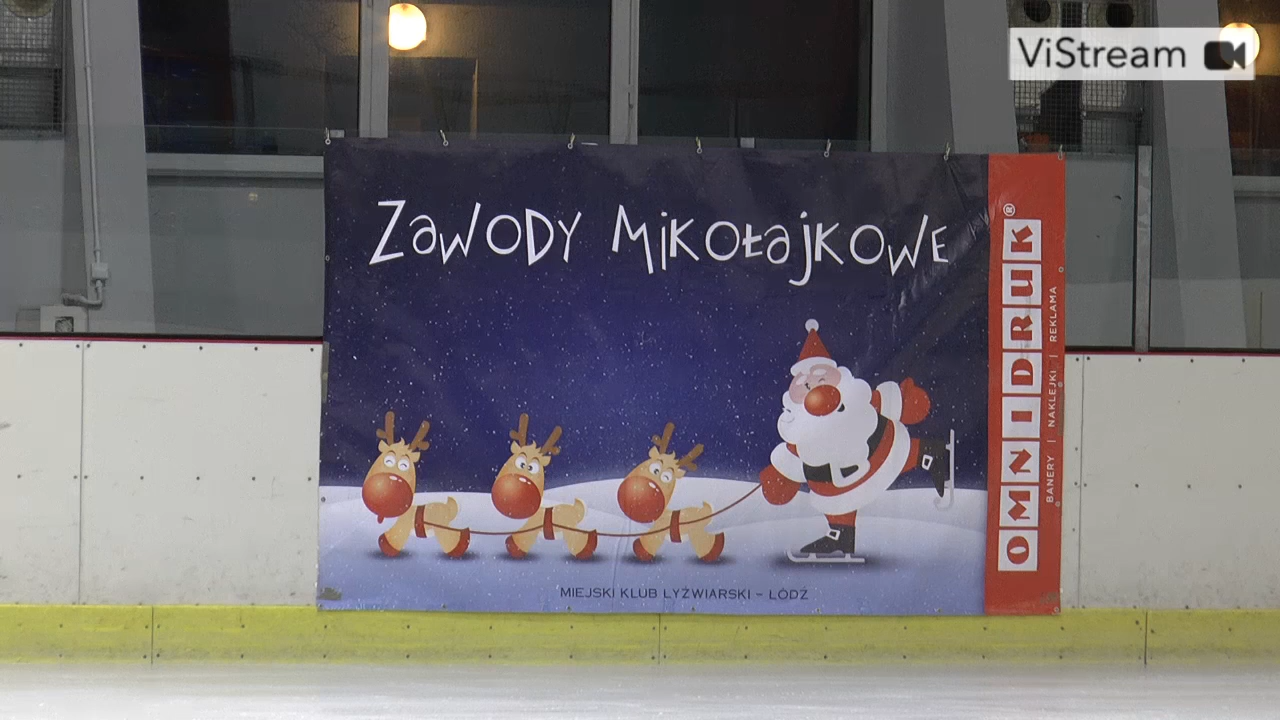 ViStream
Zawody Mikołajkowe
OMNIDRUK®
BANERY | NAKLEJKI | REKLAMA
MIEJSKI KLUB ŁYŻWIARSKI - ŁÓDŹ